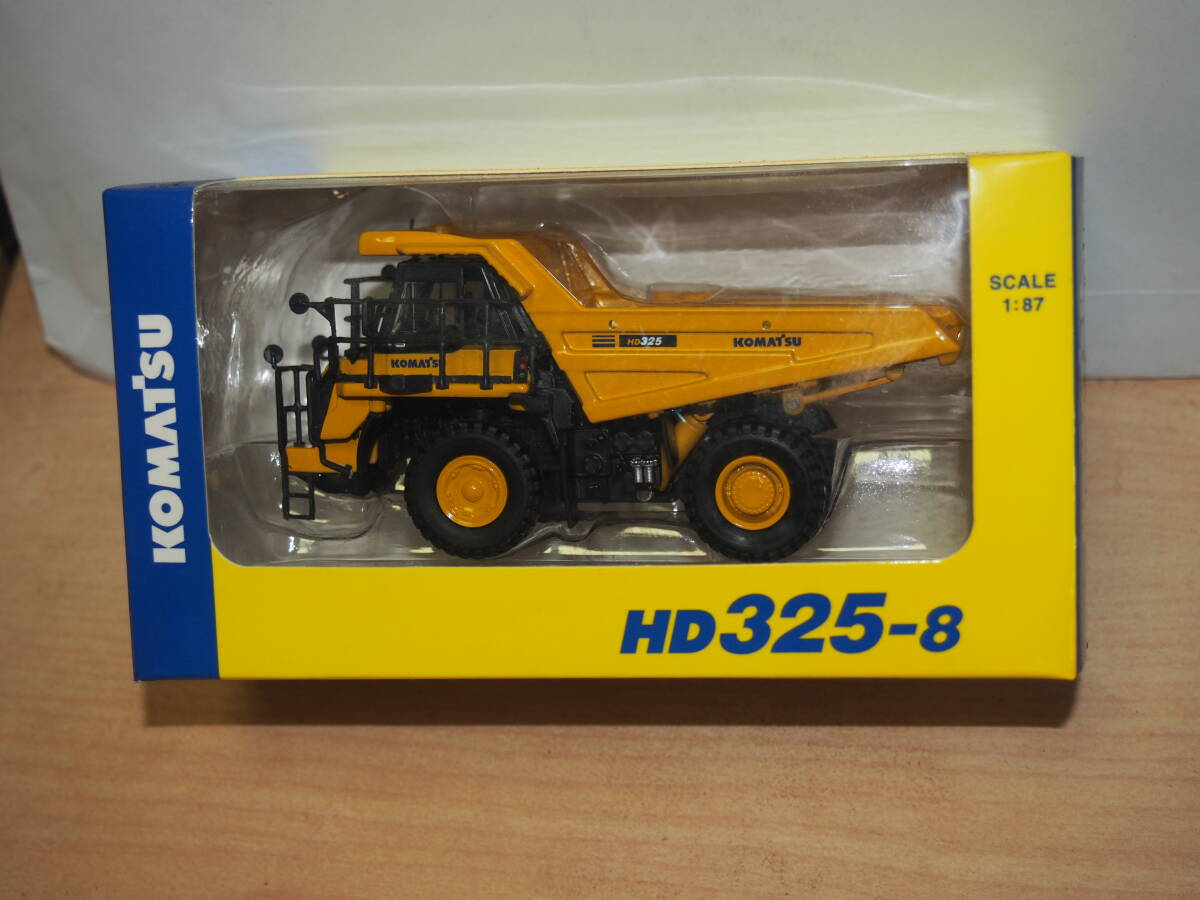 KOMATSU
SCALE
1:87
HD325
KOMATSU
KOMATSU
HD325-8